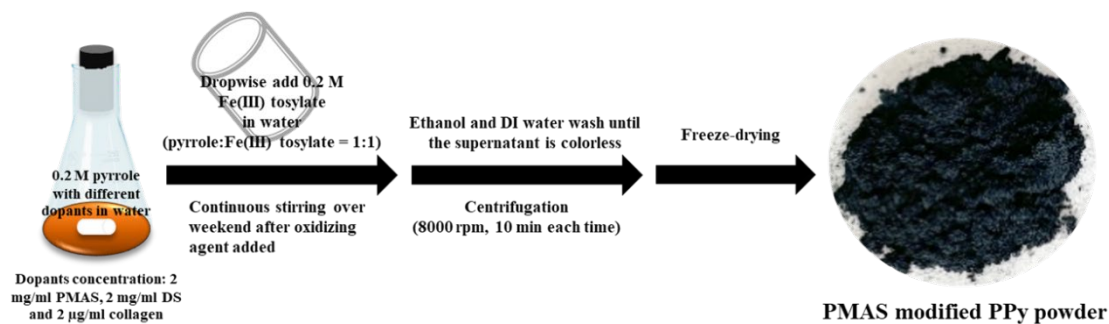 0.2 M pyrrole
with different
dopants in water
Dopants concentration: 2
mg/ml PMAS, 2 mg/ml DS
and 2 µg/ml collagen
Dropwise add 0.2 M
Fe(III) tosylate
in water
(pyrrole:Fe(III) tosylate = 1:1)
Continuous stirring over
weekend after oxidizing
agent added
Ethanol and DI water wash until
the supernatant is colorless
Centrifugation
(8000 rpm, 10 min each time)
Freeze-drying
PMAS modified PPy powder